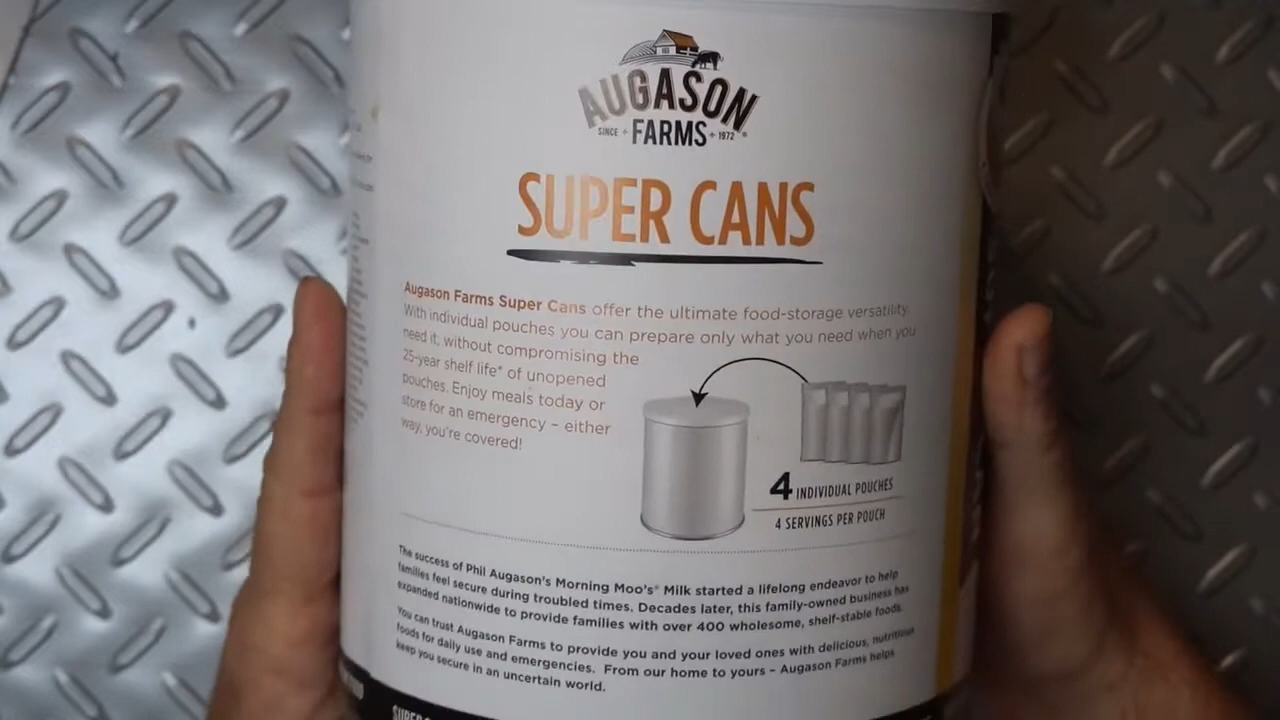 AUGASON
SINCE + FARMS + 1972 ®
SUPER CANS
Augason Farms Super Cans offer the ultimate food-storage versatility.
With individual pouches you can prepare only what you need when you
need it, without compromising the
25-year shelf life* of unopened
pouches. Enjoy meals today or
store for an emergency – either
way, you're covered!
4 INDIVIDUAL POUCHES
4 SERVINGS PER POUCH
The success of Phil Augason's Morning Moo's® Milk started a lifelong endeavor to help
families feel secure during troubled times. Decades later, this family-owned business has
expanded nationwide to provide families with over 400 wholesome, shelf-stable foods.
You can trust Augason Farms to provide you and your loved ones with delicious, nutritious
foods for daily use and emergencies. From our home to yours – Augason Farms helps
keep you secure in an uncertain world.